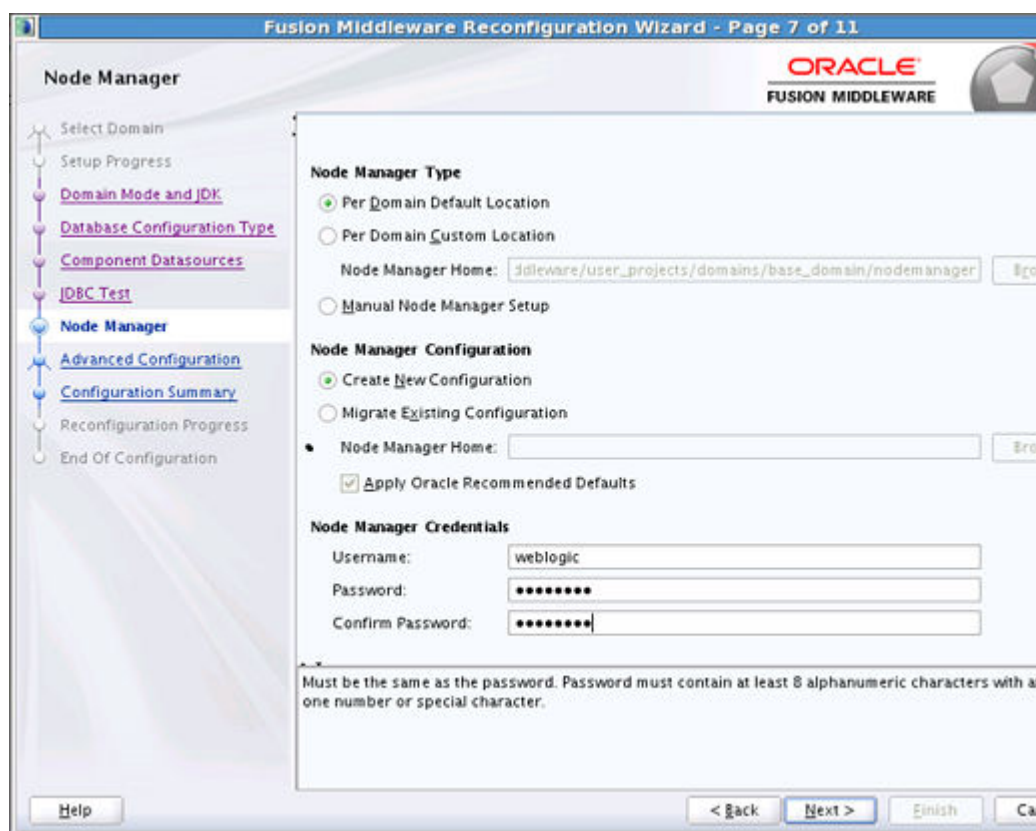 Fusion Middleware Reconfiguration Wizard - Page 7 of 11
Node Manager
ORACLE
FUSION MIDDLEWARE
Select Domain
Setup Progress
Domain Mode and JDK
Database Configuration Type
Component Datasources
JDBC Test
Node Manager
Advanced Configuration
Configuration Summary
Reconfiguration Progress
End Of Configuration
Node Manager Type
Per Domain Default Location
Per Domain Custom Location
Node Manager Home: ddleware/user_projects/domains/base_domain/nodemanager Bro
Manual Node Manager Setup
Node Manager Configuration
Create New Configuration
Migrate Existing Configuration
Node Manager Home: Bro
Apply Oracle Recommended Defaults
Node Manager Credentials
Username: weblogic
Password: ••••••••
Confirm Password: ••••••••
Must be the same as the password. Password must contain at least 8 alphanumeric characters with a
one number or special character.
Help
< Back Next > Finish Ca